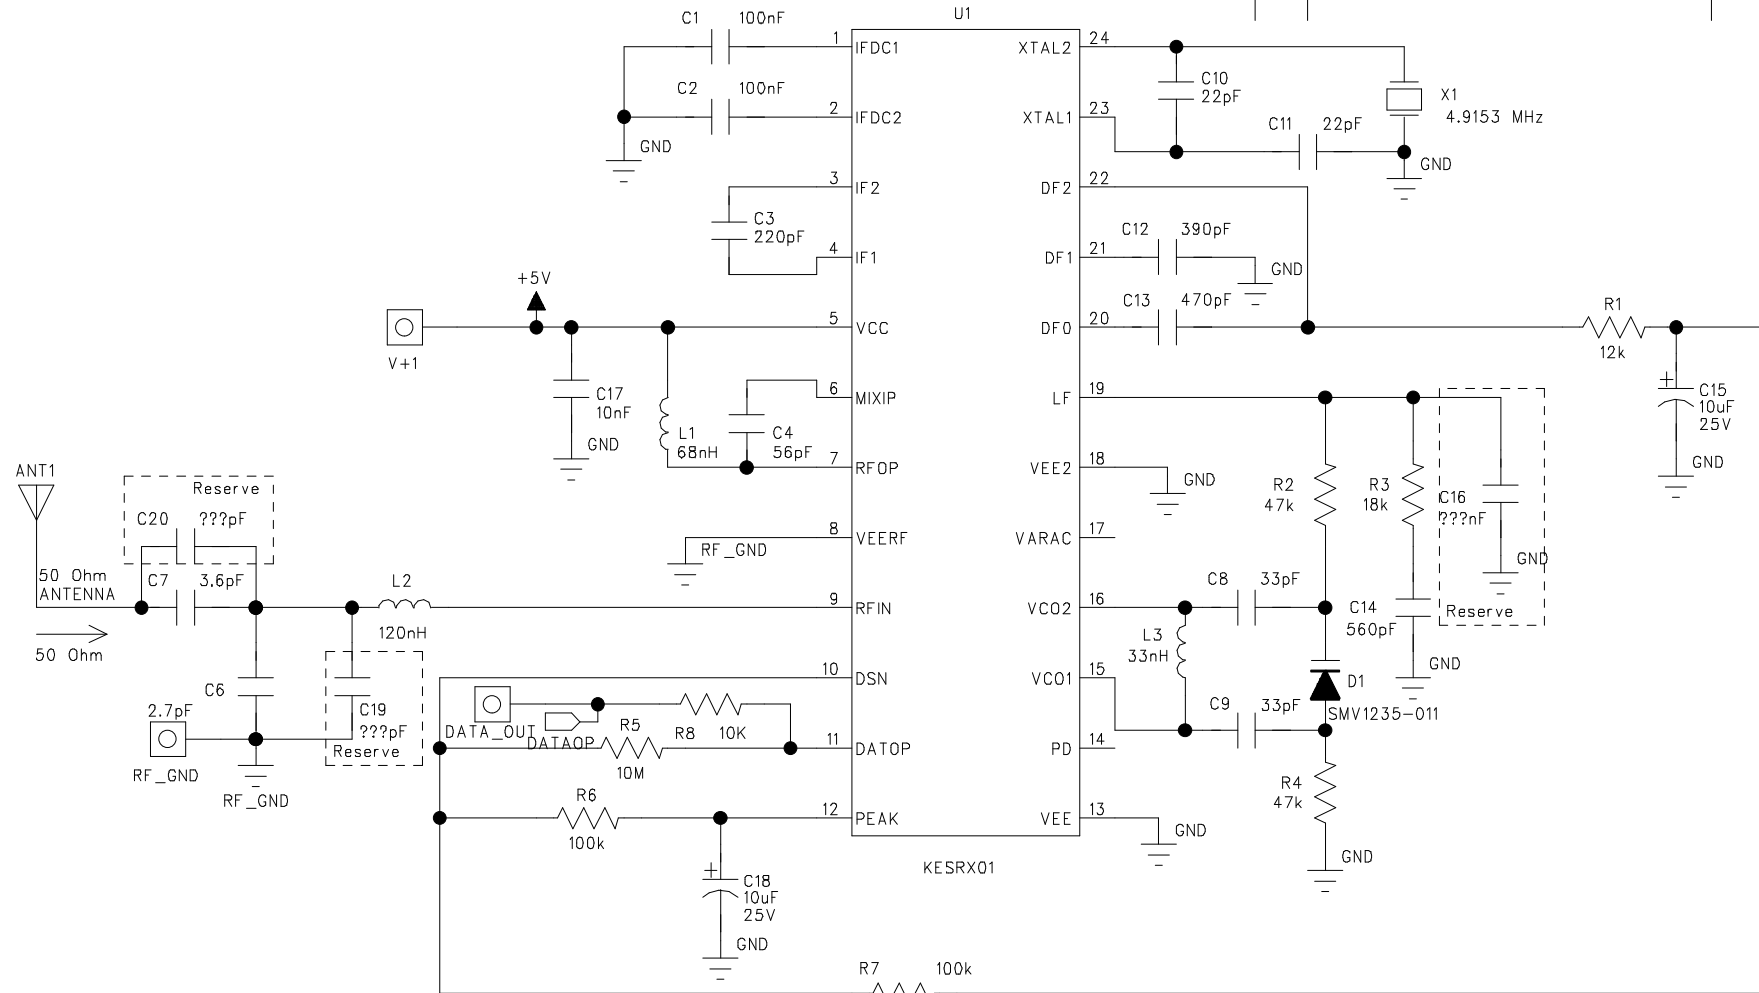 U1
C1 100nF
1 IFDC1
XTAL2 24
C2 100nF
2 IFDC2
XTAL1 23
GND
C10
22pF
X1
4.9153 MHz
C11 22pF
GND
3 IF2
DF2 22
C3
220pF
4 IF1
DF1 21
C12 390pF
GND
+5V
V+1
5 VCC
DF0 20
C13 470pF
R1
12k
C15
10uF
25V
GND
C17
10nF
GND
L1
68nH
6 MIXIP
C4
56pF
7 RFOP
LF 19
VEE2 18
GND
R2
47k
R3
18k
C16
???nF
GND
Reserve
ANT1
Reserve
C20 ???pF
8 VEERF
RF_GND
VARAC 17
50 Ohm
ANTENNA
C7 3.6pF
L2
120nH
9 RFIN
VCO2 16
C8 33pF
C14
560pF
GND
50 Ohm
L3
33nH
10 DSN
VCO1 15
C9 33pF
D1
SMV1235-011
C6
2.7pF
C19
???pF
Reserve
RF_GND
RF_GND
DATA_OUT
DATAOP
R5
10M
R8 10K
11 DATOP
PD 14
R4
47k
GND
R6
100k
12 PEAK
VEE 13
GND
KESRX01
C18
10uF
25V
GND
R7 100k